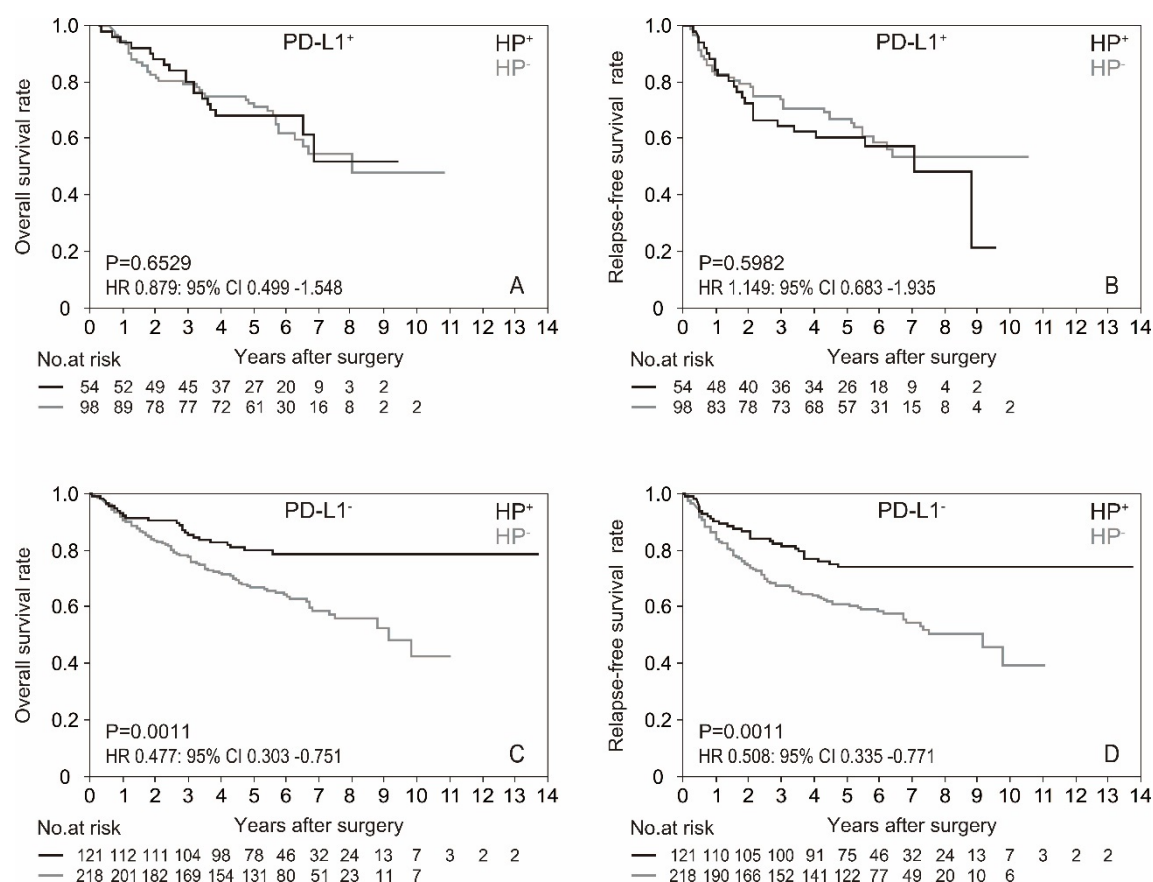 1.0
0.8
0.6
0.4
0.2
0
Overall survival rate
PD-L1+
HP+
HP-
P=0.6529
HR 0.879: 95% CI 0.499 -1.548
A
0 1 2 3 4 5 6 7 8 9 10 11 12 13 14
No.at risk
Years after surgery
54 52 49 45 37 27 20 9 3 2
98 89 78 77 72 61 30 16 8 2 2
1.0
0.8
0.6
0.4
0.2
0
Relapse-free survival rate
PD-L1+
HP+
HP-
P=0.5982
HR 1.149: 95% CI 0.683 -1.935
B
0 1 2 3 4 5 6 7 8 9 10 11 12 13 14
No.at risk
Years after surgery
54 48 40 36 34 26 18 9 4 2
98 83 78 73 68 57 31 15 8 4 2
1.0
0.8
0.6
0.4
0.2
0
Overall survival rate
PD-L1-
HP+
HP-
P=0.0011
HR 0.477: 95% CI 0.303 -0.751
C
0 1 2 3 4 5 6 7 8 9 10 11 12 13 14
No.at risk
Years after surgery
121 112 111 104 98 78 46 32 24 13 7 3 2 2
218 201 182 169 154 131 80 51 23 11 7
1.0
0.8
0.6
0.4
0.2
0
Relapse-free survival rate
PD-L1-
HP+
HP-
P=0.0011
HR 0.508: 95% CI 0.335 -0.771
D
0 1 2 3 4 5 6 7 8 9 10 11 12 13 14
No.at risk
Years after surgery
121 110 105 100 91 75 46 32 24 13 7 3 2 2
218 190 166 152 141 122 77 49 20 10 6